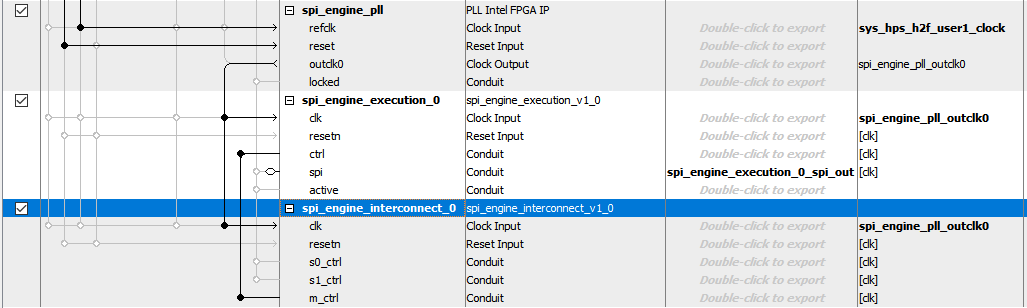 spi_engine_pll PLL Intel FPGA IP
refclk Clock Input Double-click to export sys_hps_h2f_user1_clock
reset Reset Input Double-click to export
outclk0 Clock Output Double-click to export spi_engine_pll_outclk0
locked Conduit Double-click to export
spi_engine_execution_0 spi_engine_execution_v1_0
clk Clock Input Double-click to export spi_engine_pll_outclk0
resetn Reset Input Double-click to export [clk]
ctrl Conduit Double-click to export [clk]
spi Conduit spi_engine_execution_0_spi_out [clk]
active Conduit Double-click to export [clk]
spi_engine_interconnect_0 spi_engine_interconnect_v1_0
clk Clock Input Double-click to export spi_engine_pll_outclk0
resetn Reset Input Double-click to export [clk]
s0_ctrl Conduit Double-click to export [clk]
s1_ctrl Conduit Double-click to export [clk]
m_ctrl Conduit Double-click to export [clk]